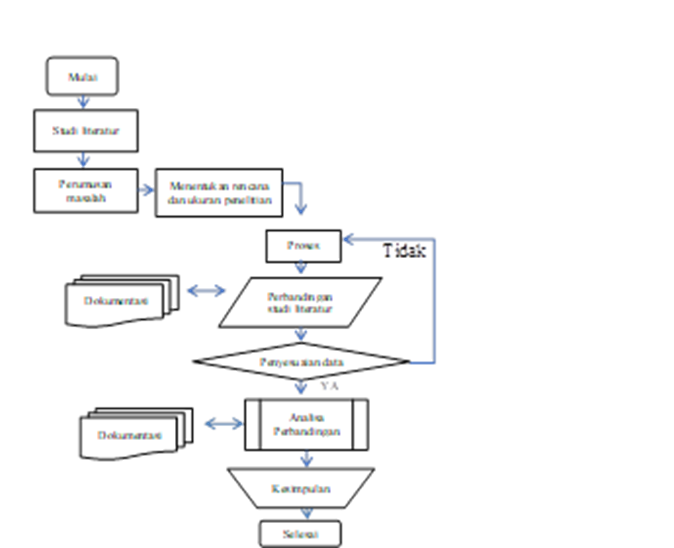 Mulai
Studi literatur
Perumusan
masalah
Menentukan rencana
dan ukuran penelitian
Proses
Tidak
Dokumentasi
Perbandingan
studi literatur
Penyesuaian data
YA
Dokumentasi
Analisa
Perbandingan
Kesimpulan
Selesai